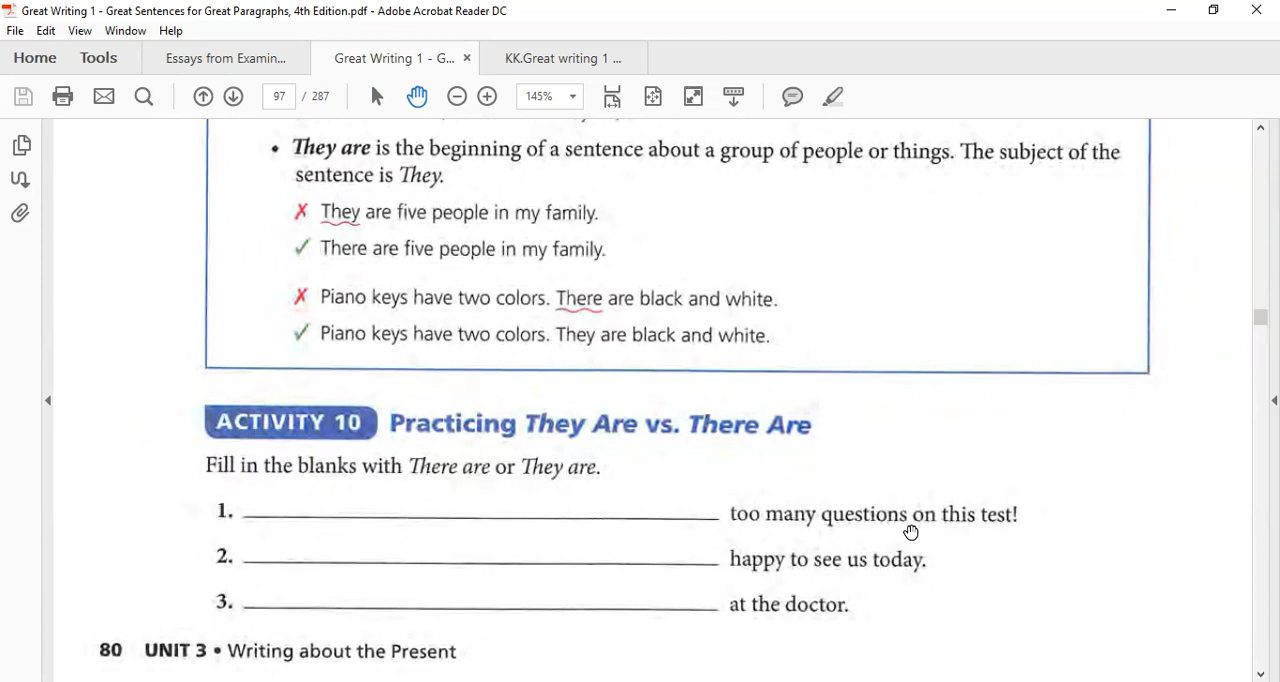 Great Writing 1 - Great Sentences for Great Paragraphs, 4th Edition.pdf - Adobe Acrobat Reader DC
File Edit View Window Help
Home Tools Essays from Examin... Great Writing 1 - G... × KK.Great writing 1 ...
97 / 287 145%
• They are is the beginning of a sentence about a group of people or things. The subject of the
sentence is They.
✗ They are five people in my family.
✓ There are five people in my family.
✗ Piano keys have two colors. There are black and white.
✓ Piano keys have two colors. They are black and white.
ACTIVITY 10 Practicing They Are vs. There Are
Fill in the blanks with There are or They are.
1. ____________ too many questions on this test!
2. ____________ happy to see us today.
3. ____________ at the doctor.
80 UNIT 3 • Writing about the Present